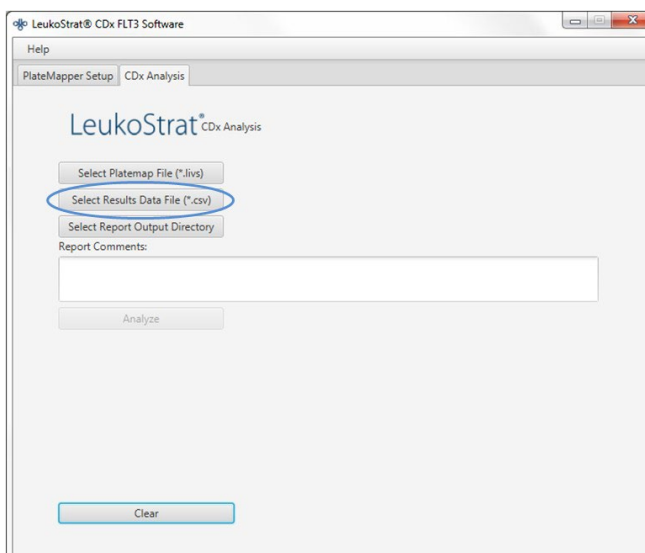 LeukoStrat® CDx FLT3 Software
Help
PlateMapper Setup CDx Analysis
LeukoStrat® CDx Analysis
Select Platemap File (*.livs)
Select Results Data File (*.csv)
Select Report Output Directory
Report Comments:
Analyze
Clear